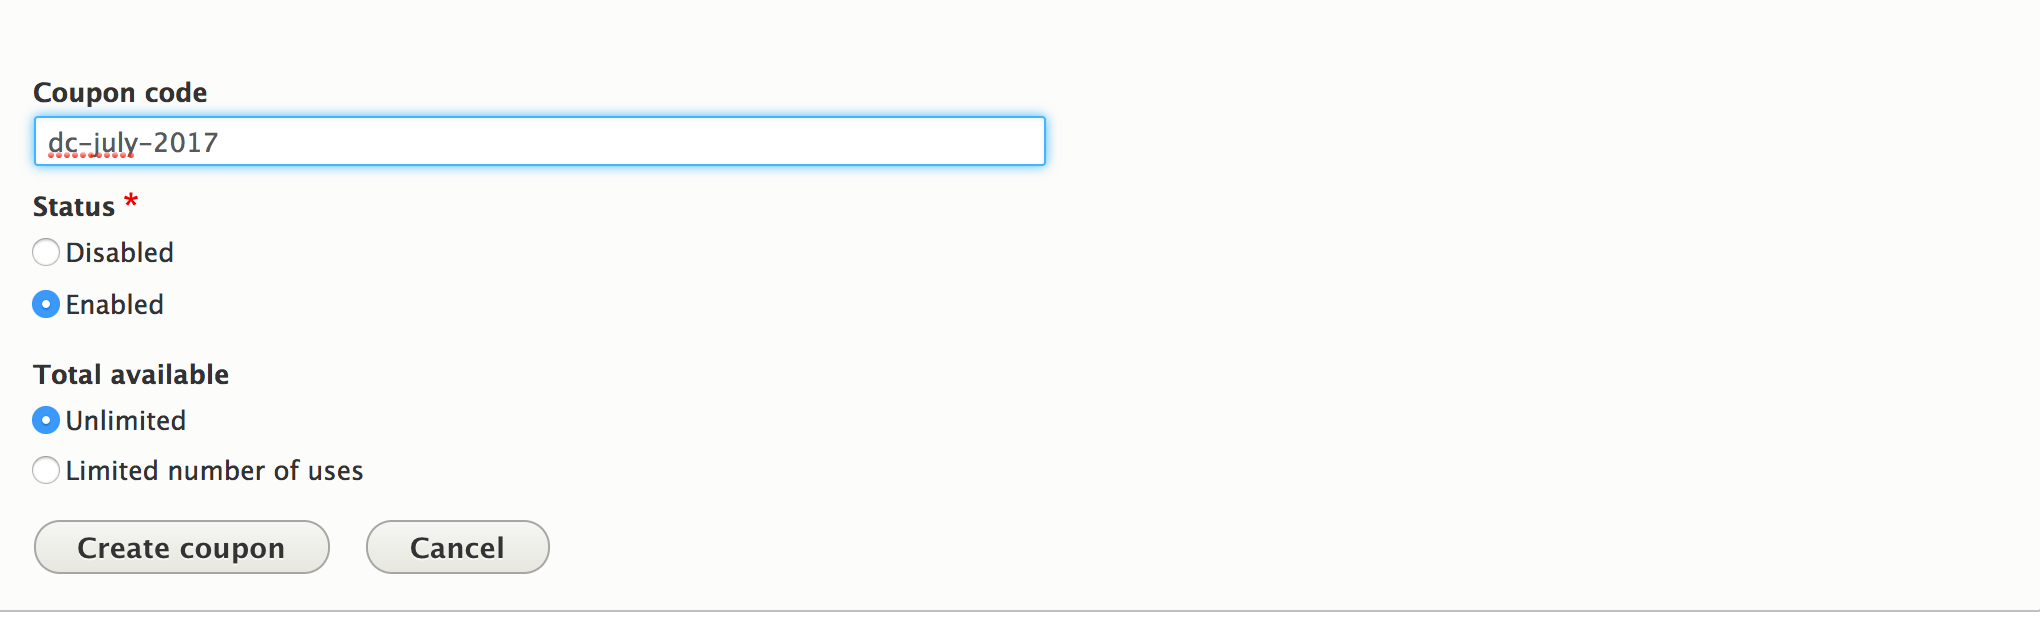 Coupon code
dc-july-2017
Status *
Disabled
Enabled
Total available
Unlimited
Limited number of uses
Create coupon Cancel